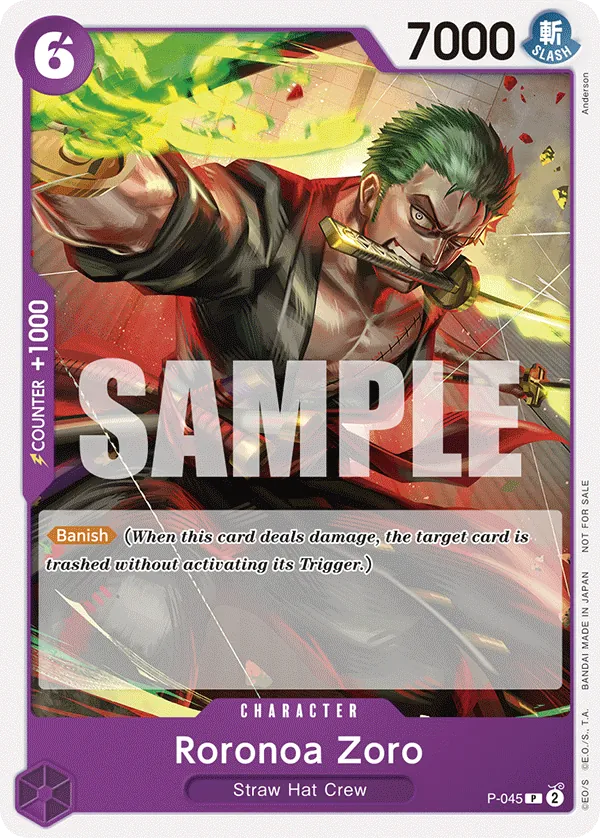 6
7000
斬
SLASH
Anderson
COUNTER +1000
SAMPLE
Banish (When this card deals damage, the target card is
trashed without activating its Trigger.)
CHARACTER
Roronoa Zoro
Straw Hat Crew
P-045 P 2
©E.O/S ©E.O./S., T.A. BANDAI MADE IN JAPAN NOT FOR SALE